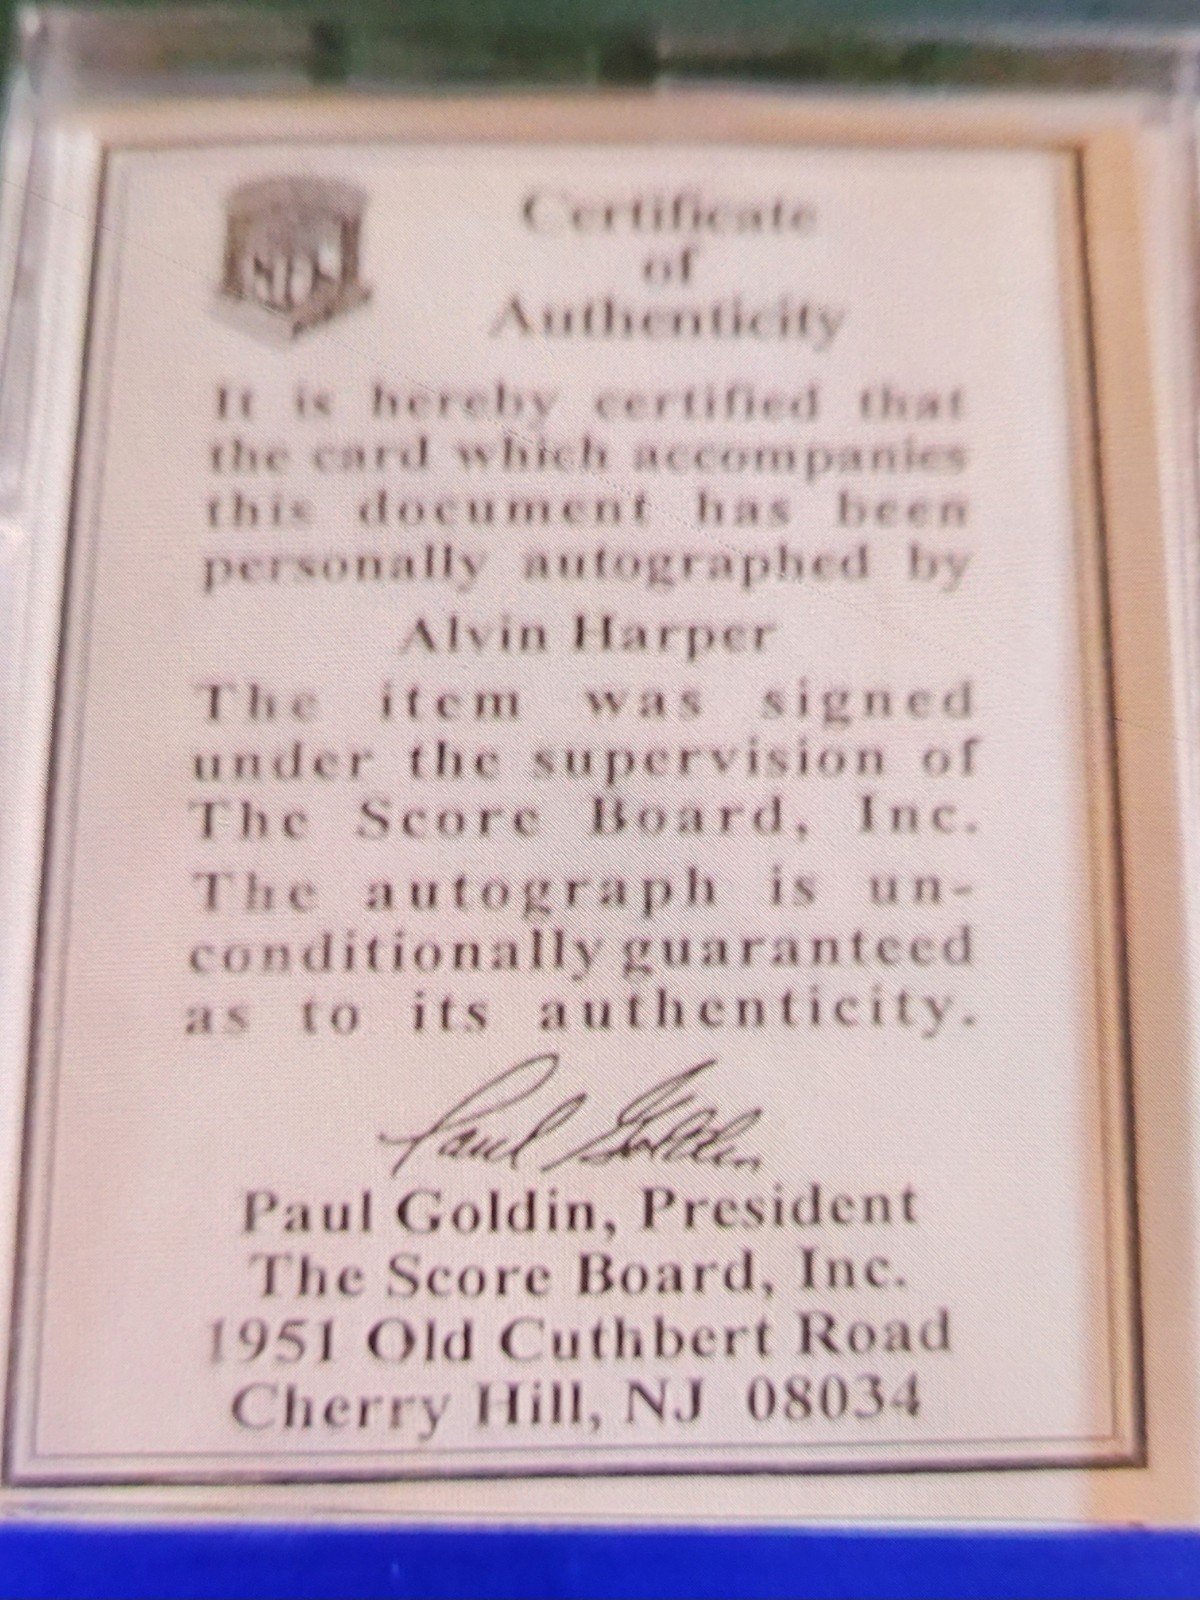 Certificate
of
Authenticity
It is hereby certified that
the card which accompanies
this document has been
personally autographed by
Alvin Harper
The item was signed
under the supervision of
The Score Board, Inc.
The autograph is un-
conditionally guaranteed
as to its authenticity.
Paul Goldin
Paul Goldin, President
The Score Board, Inc.
1951 Old Cuthbert Road
Cherry Hill, NJ 08034